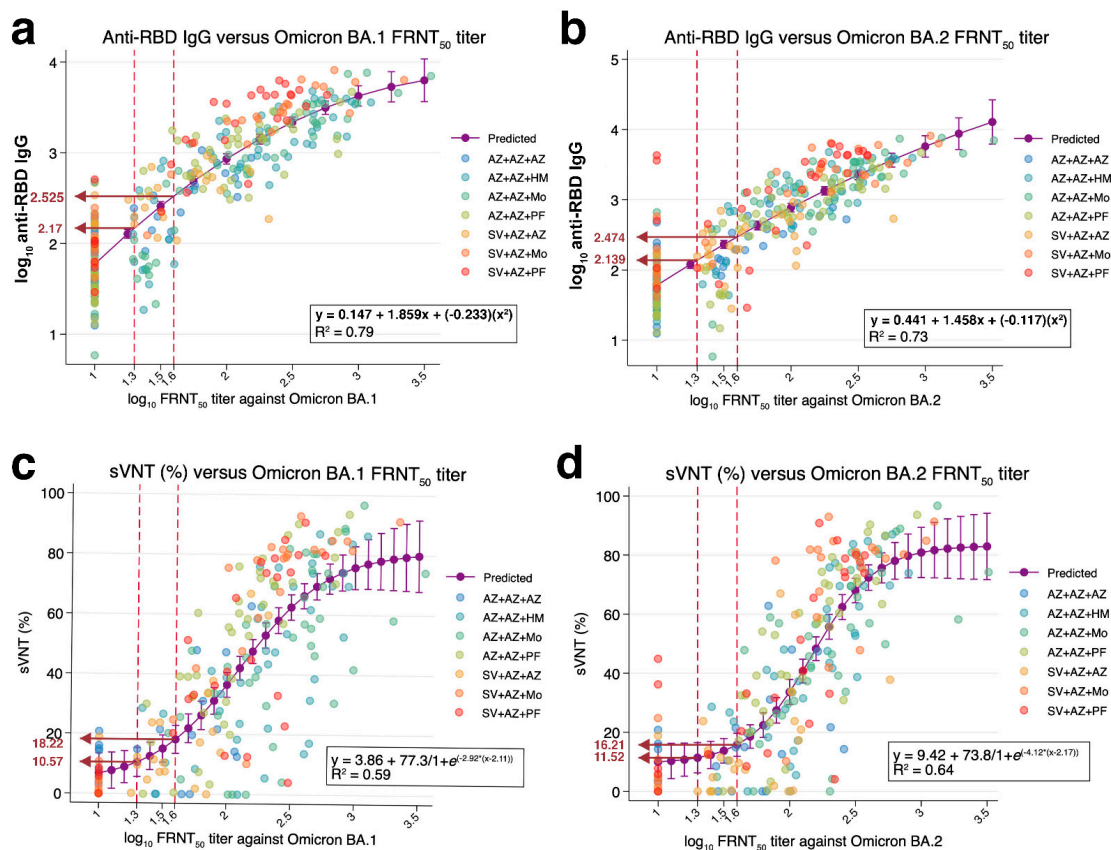 a
Anti-RBD IgG versus Omicron BA.1 FRNT50 titer
log10 anti-RBD IgG
4
3
2
1
2.525
2.17
Predicted
AZ+AZ+AZ
AZ+AZ+HM
AZ+AZ+Mo
AZ+AZ+PF
SV+AZ+AZ
SV+AZ+Mo
SV+AZ+PF
y = 0.147 + 1.859x + (-0.233)(x²)
R² = 0.79
1
1.3
1.5
1.6
2
2.5
3
3.5
log10 FRNT50 titer against Omicron BA.1
b
Anti-RBD IgG versus Omicron BA.2 FRNT50 titer
log10 anti-RBD IgG
5
4
3
2
1
2.474
2.139
Predicted
AZ+AZ+AZ
AZ+AZ+HM
AZ+AZ+Mo
AZ+AZ+PF
SV+AZ+AZ
SV+AZ+Mo
SV+AZ+PF
y = 0.441 + 1.458x + (-0.117)(x²)
R² = 0.73
1
1.3
1.5
1.6
2
2.5
3
3.5
log10 FRNT50 titer against Omicron BA.2
c
sVNT (%) versus Omicron BA.1 FRNT50 titer
sVNT (%)
100
80
60
40
20
0
18.22
10.57
Predicted
AZ+AZ+AZ
AZ+AZ+HM
AZ+AZ+Mo
AZ+AZ+PF
SV+AZ+AZ
SV+AZ+Mo
SV+AZ+PF
y = 3.86 + 77.3/1+e(-2.92*(x-2.11))
R² = 0.59
1
1.3
1.5
1.6
2
2.5
3
3.5
log10 FRNT50 titer against Omicron BA.1
d
sVNT (%) versus Omicron BA.2 FRNT50 titer
sVNT (%)
100
80
60
40
20
0
16.21
11.52
Predicted
AZ+AZ+AZ
AZ+AZ+HM
AZ+AZ+Mo
AZ+AZ+PF
SV+AZ+AZ
SV+AZ+Mo
SV+AZ+PF
y = 9.42 + 73.8/1+e(-4.12*(x-2.17))
R² = 0.64
1
1.3
1.5
1.6
2
2.5
3
3.5
log10 FRNT50 titer against Omicron BA.2